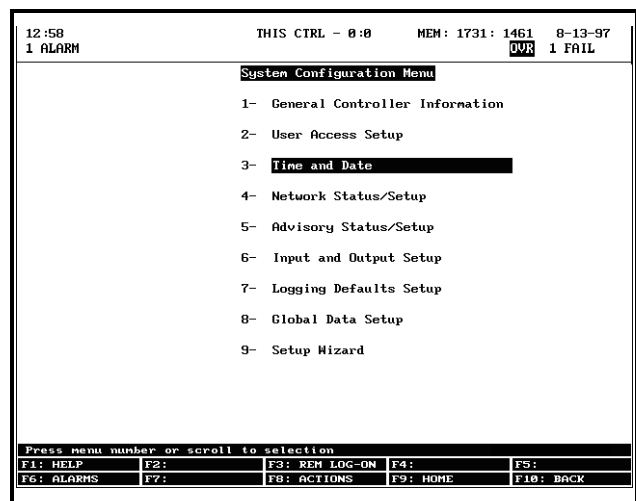 12:58 THIS CTRL - 0:0 MEM: 1731: 1461 8-13-97
1 ALARM OVR 1 FAIL
System Configuration Menu
1- General Controller Information
2- User Access Setup
3- Time and Date
4- Network Status/Setup
5- Advisory Status/Setup
6- Input and Output Setup
7- Logging Defaults Setup
8- Global Data Setup
9- Setup Wizard
Press menu number or scroll to selection
F1: HELP F2: F3: REM LOG-ON F4: F5:
F6: ALARMS F7: F8: ACTIONS F9: HOME F10: BACK